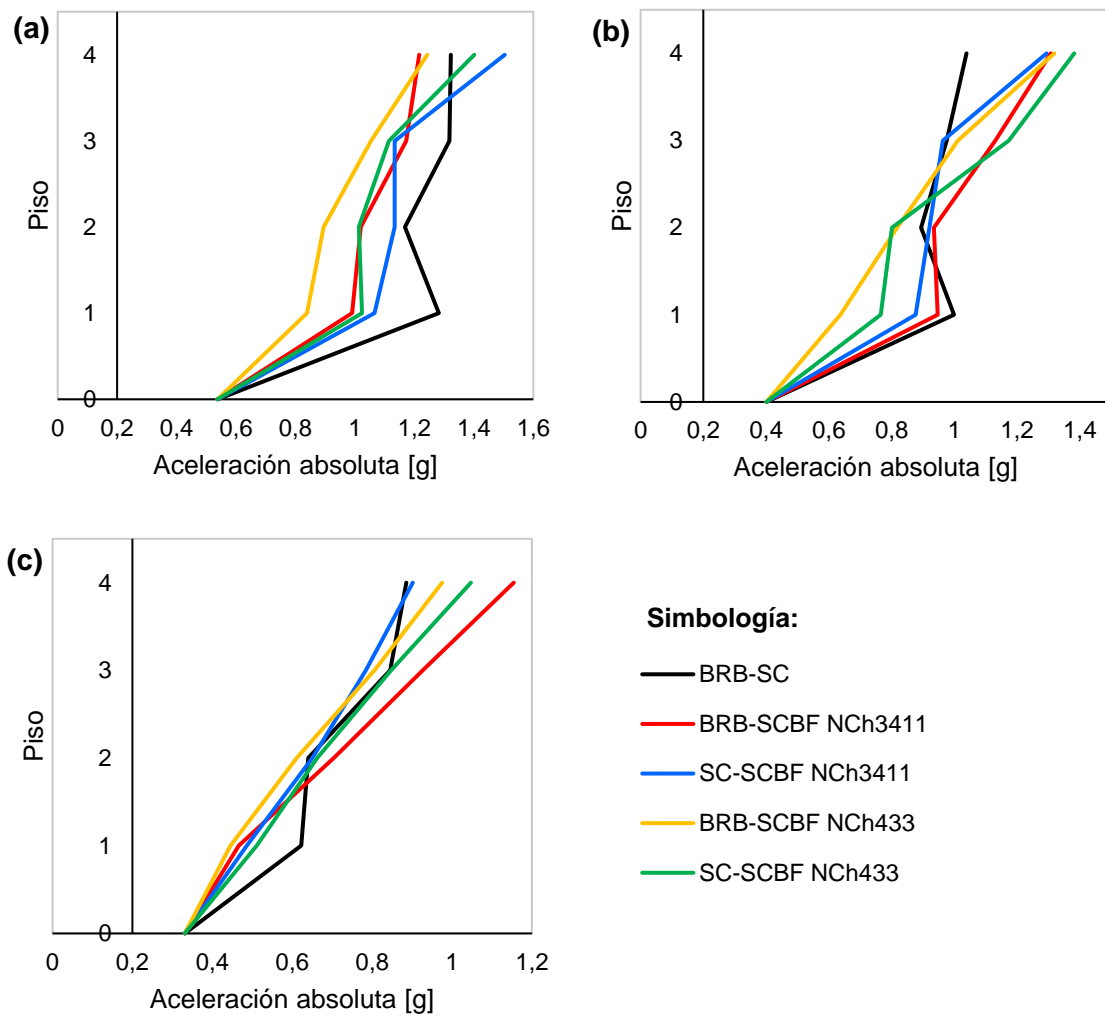 (a)
4
3
2
1
0
Piso
0 0,2 0,4 0,6 0,8 1 1,2 1,4 1,6
Aceleración absoluta [g]
(b)
4
3
2
1
0
Piso
0 0,2 0,4 0,6 0,8 1 1,2 1,4
Aceleración absoluta [g]
(c)
4
3
2
1
0
Piso
0 0,2 0,4 0,6 0,8 1 1,2
Aceleración absoluta [g]
Simbología:
BRB-SC
BRB-SCBF NCh3411
SC-SCBF NCh3411
BRB-SCBF NCh433
SC-SCBF NCh433